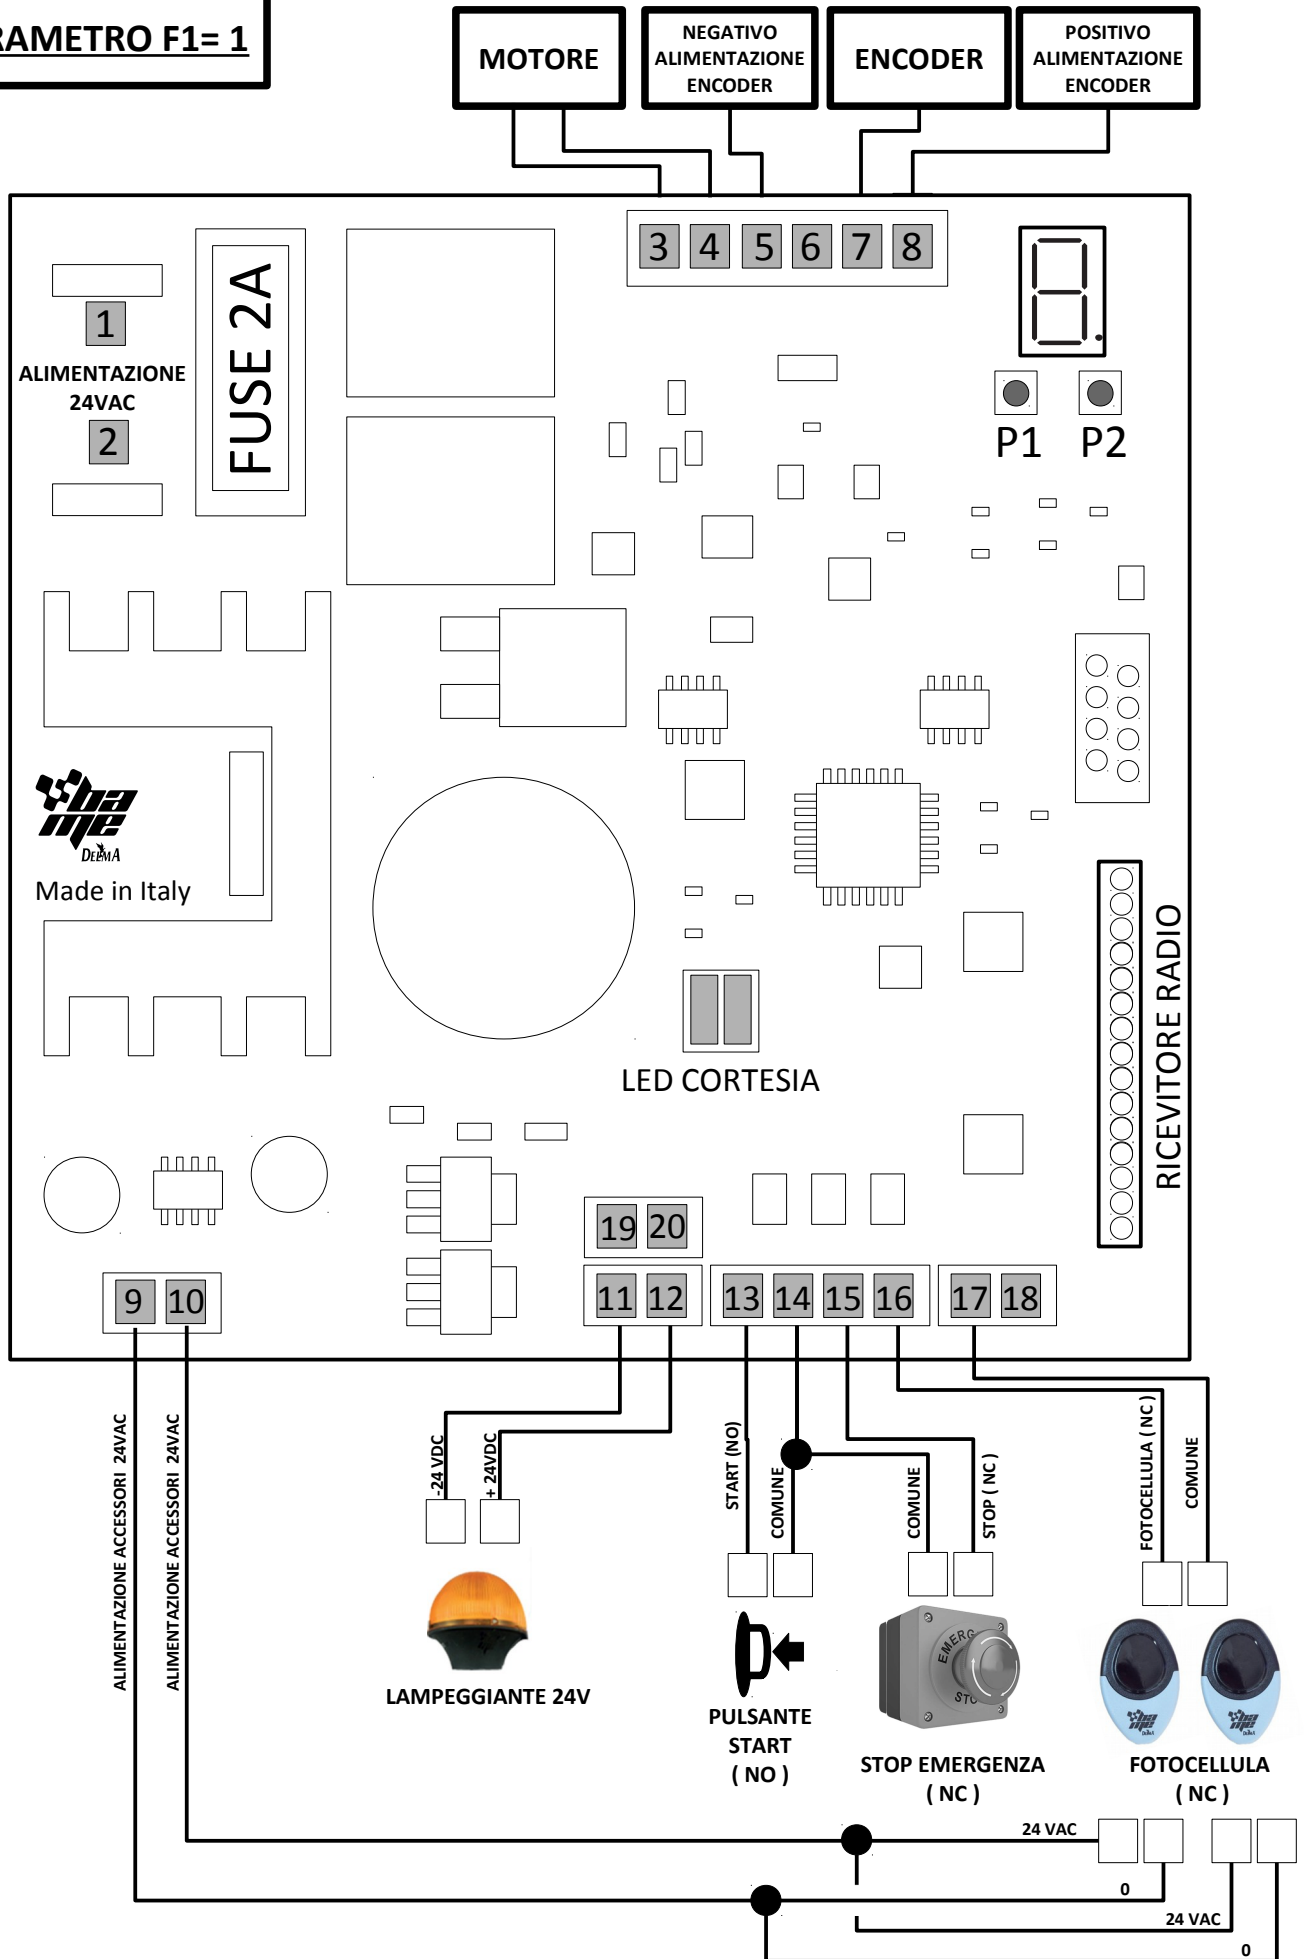 RAMETRO F1= 1
MOTORE
NEGATIVO
ALIMENTAZIONE
ENCODER
ENCODER
POSITIVO
ALIMENTAZIONE
ENCODER
3 4 5 6 7 8
1
ALIMENTAZIONE
24VAC
2
FUSE 2A
P1 P2
bame
DELMA
Made in Italy
LED CORTESIA
RICEVITORE RADIO
19 20
9 10
11 12
13 14 15 16
17 18
ALIMENTAZIONE ACCESSORI 24VAC
ALIMENTAZIONE ACCESSORI 24VAC
-24 VDC
+ 24VDC
START (NO)
COMUNE
COMUNE
STOP ( NC )
FOTOCELLULA ( NC )
COMUNE
LAMPEGGIANTE 24V
PULSANTE
START
( NO )
STOP EMERGENZA
( NC )
FOTOCELLULA
( NC )
24 VAC
0
24 VAC
0